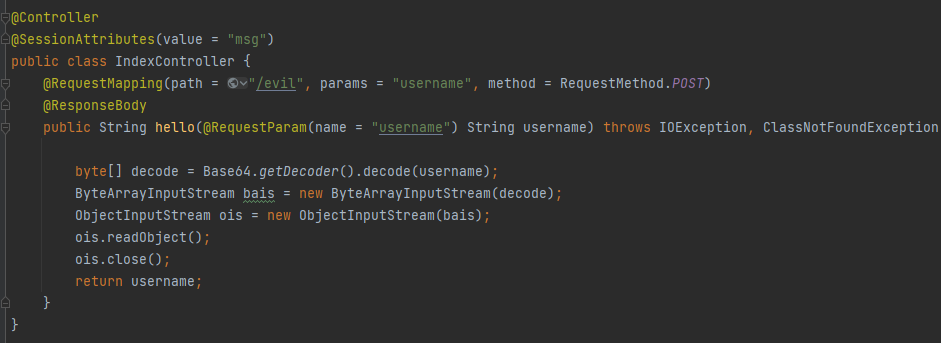 @Controller
@SessionAttributes(value = "msg")
public class IndexController {
    @RequestMapping(path = "/evil", params = "username", method = RequestMethod.POST)
    @ResponseBody
    public String hello(@RequestParam(name = "username") String username) throws IOException, ClassNotFoundException
        byte[] decode = Base64.getDecoder().decode(username);
        ByteArrayInputStream bais = new ByteArrayInputStream(decode);
        ObjectInputStream ois = new ObjectInputStream(bais);
        ois.readObject();
        ois.close();
        return username;
    }
}